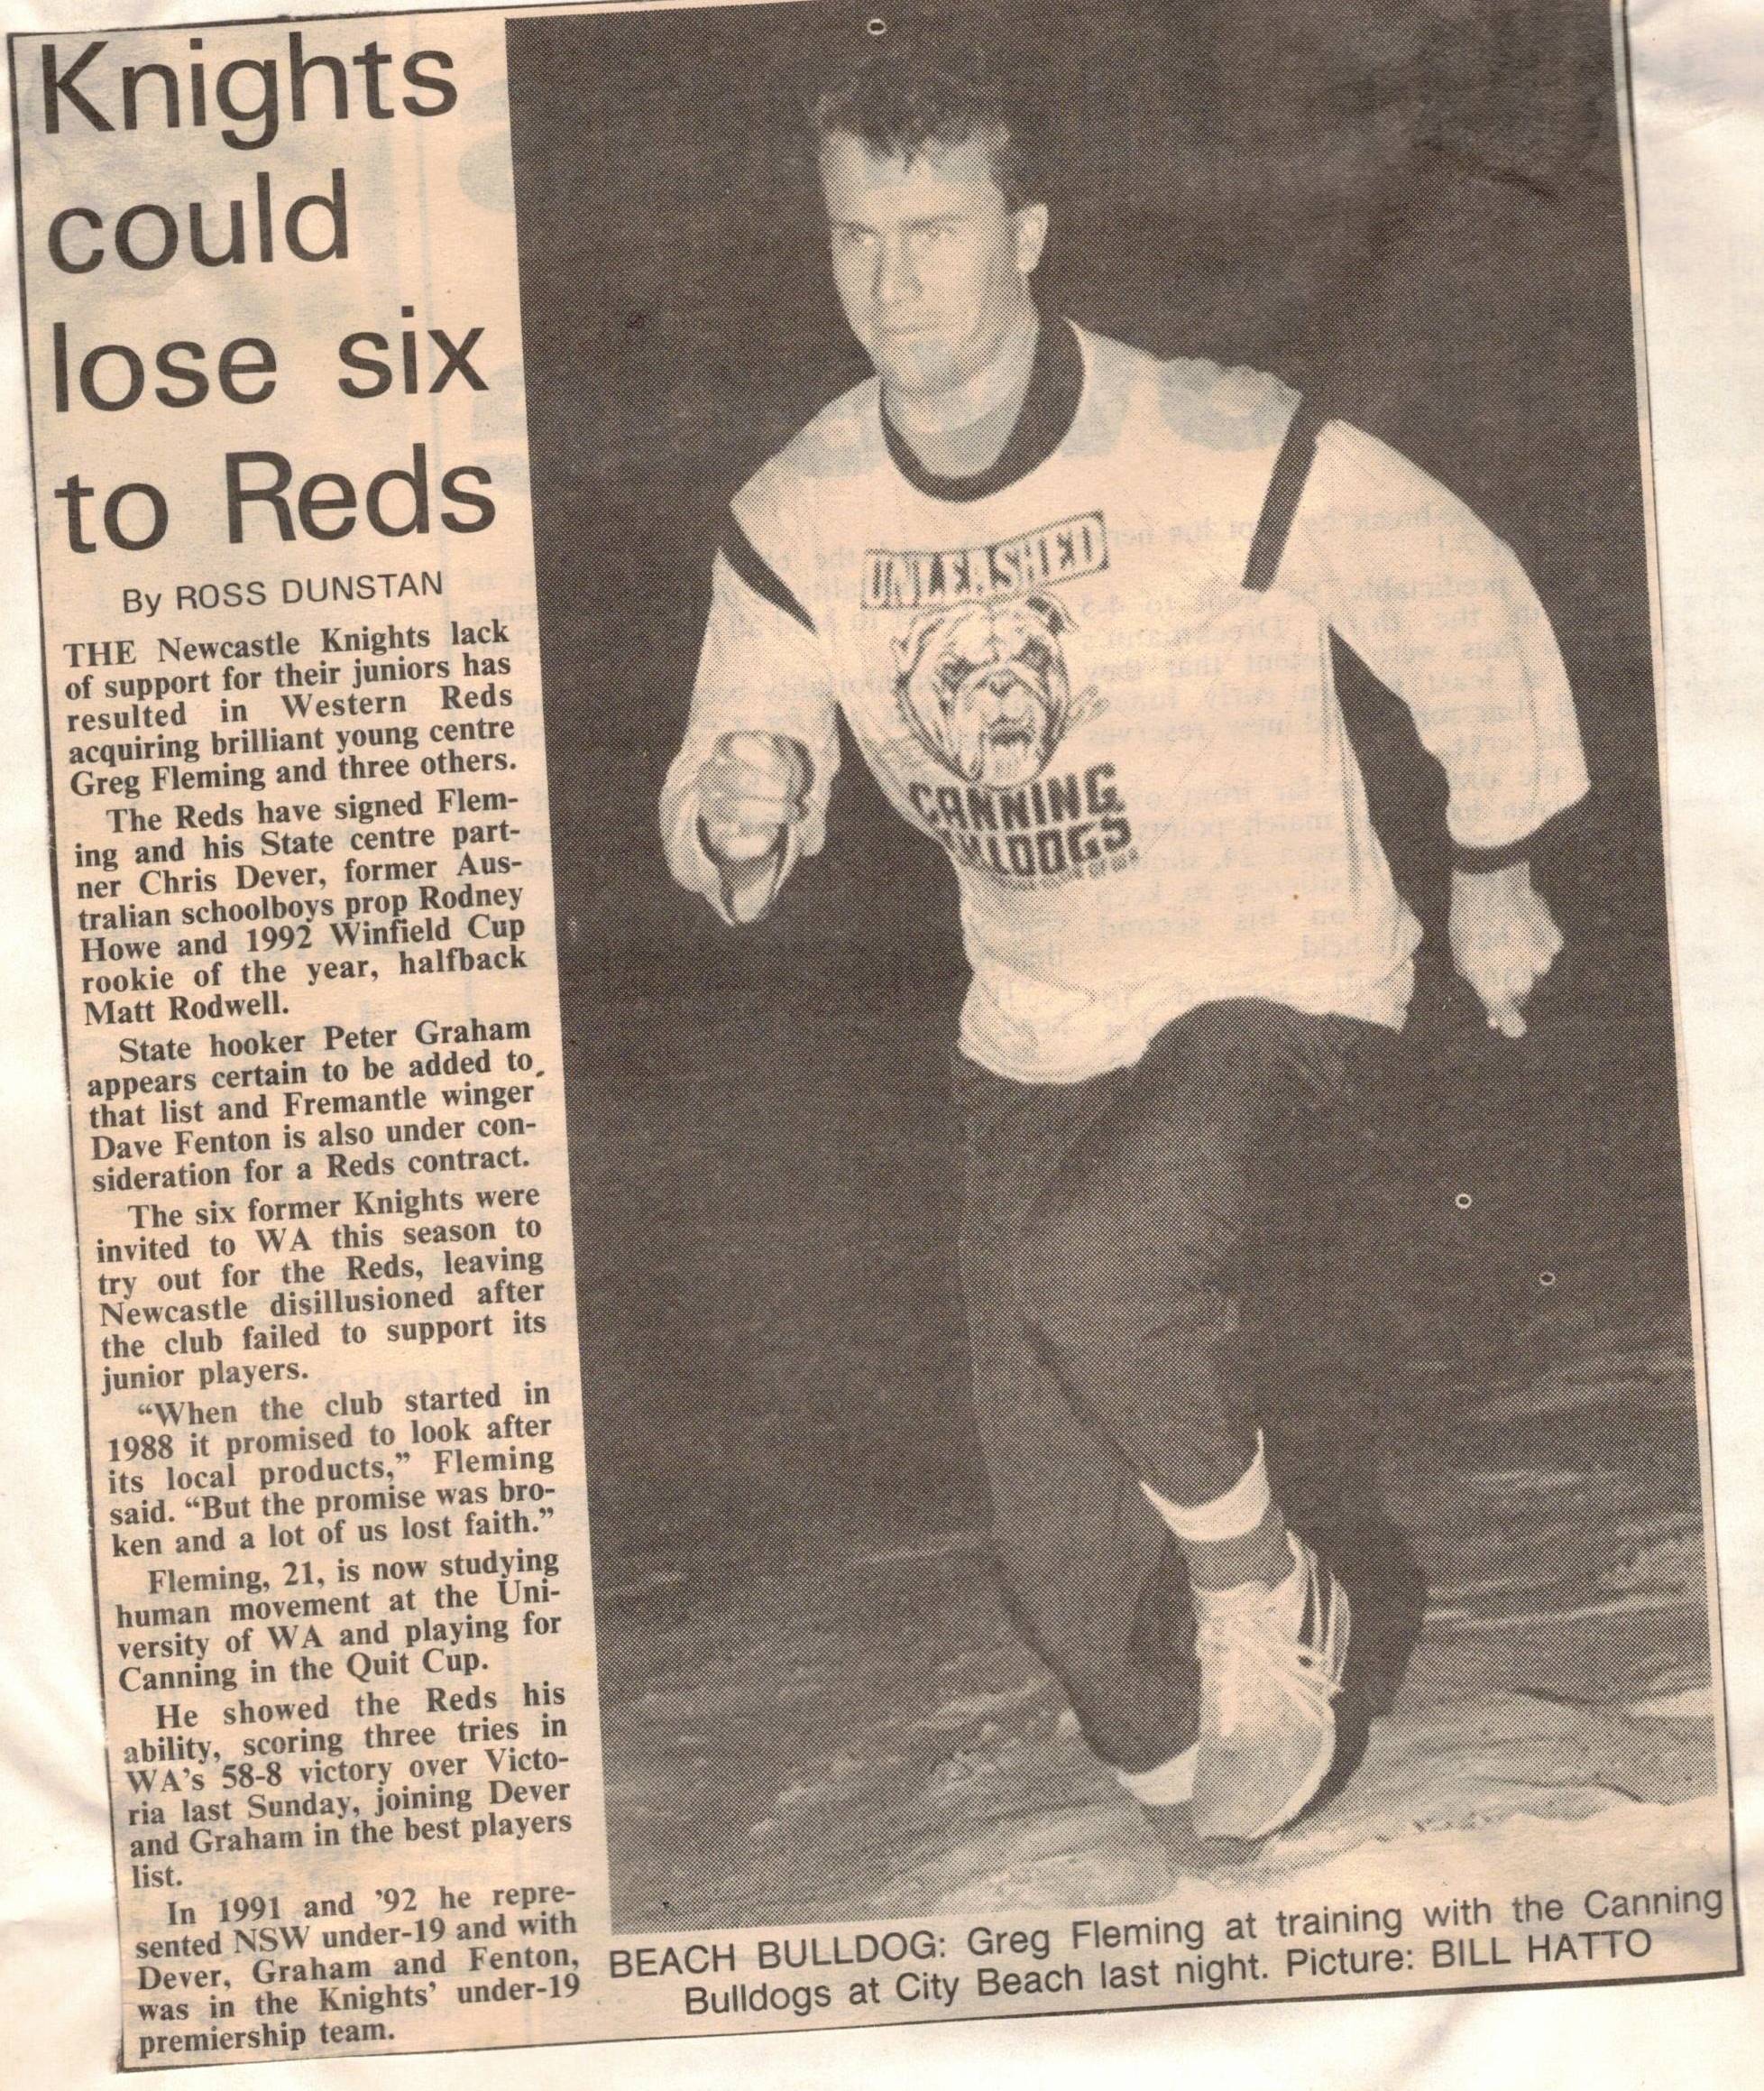 Knights
could
lose six
to Reds
By ROSS DUNSTAN
THE Newcastle Knights lack
of support for their juniors has
resulted in Western Reds
acquiring brilliant young centre
Greg Fleming and three others.
The Reds have signed Flem-
ing and his State centre part-
ner Chris Dever, former Aus-
tralian schoolboys prop Rodney
Howe and 1992 Winfield Cup
rookie of the year, halfback
Matt Rodwell.
State hooker Peter Graham
appears certain to be added to
that list and Fremantle winger
Dave Fenton is also under con-
sideration for a Reds contract.
The six former Knights were
invited to WA this season to
try out for the Reds, leaving
Newcastle disillusioned after
the club failed to support its
junior players.
“When the club started in
1988 it promised to look after
its local products,” Fleming
said. “But the promise was bro-
ken and a lot of us lost faith.”
Fleming, 21, is now studying
human movement at the Uni-
versity of WA and playing for
Canning in the Quit Cup.
He showed the Reds his
ability, scoring three tries in
WA's 58-8 victory over Victo-
ria last Sunday, joining Dever
and Graham in the best players
list.
In 1991 and '92 he repre-
sented NSW under-19 and with
Dever, Graham and Fenton,
was in the Knights' under-19
premiership team.
UNLEASHED
CANNING
BULLDOGS
BEACH BULLDOG: Greg Fleming at training with the Canning
Bulldogs at City Beach last night. Picture: BILL HATTO